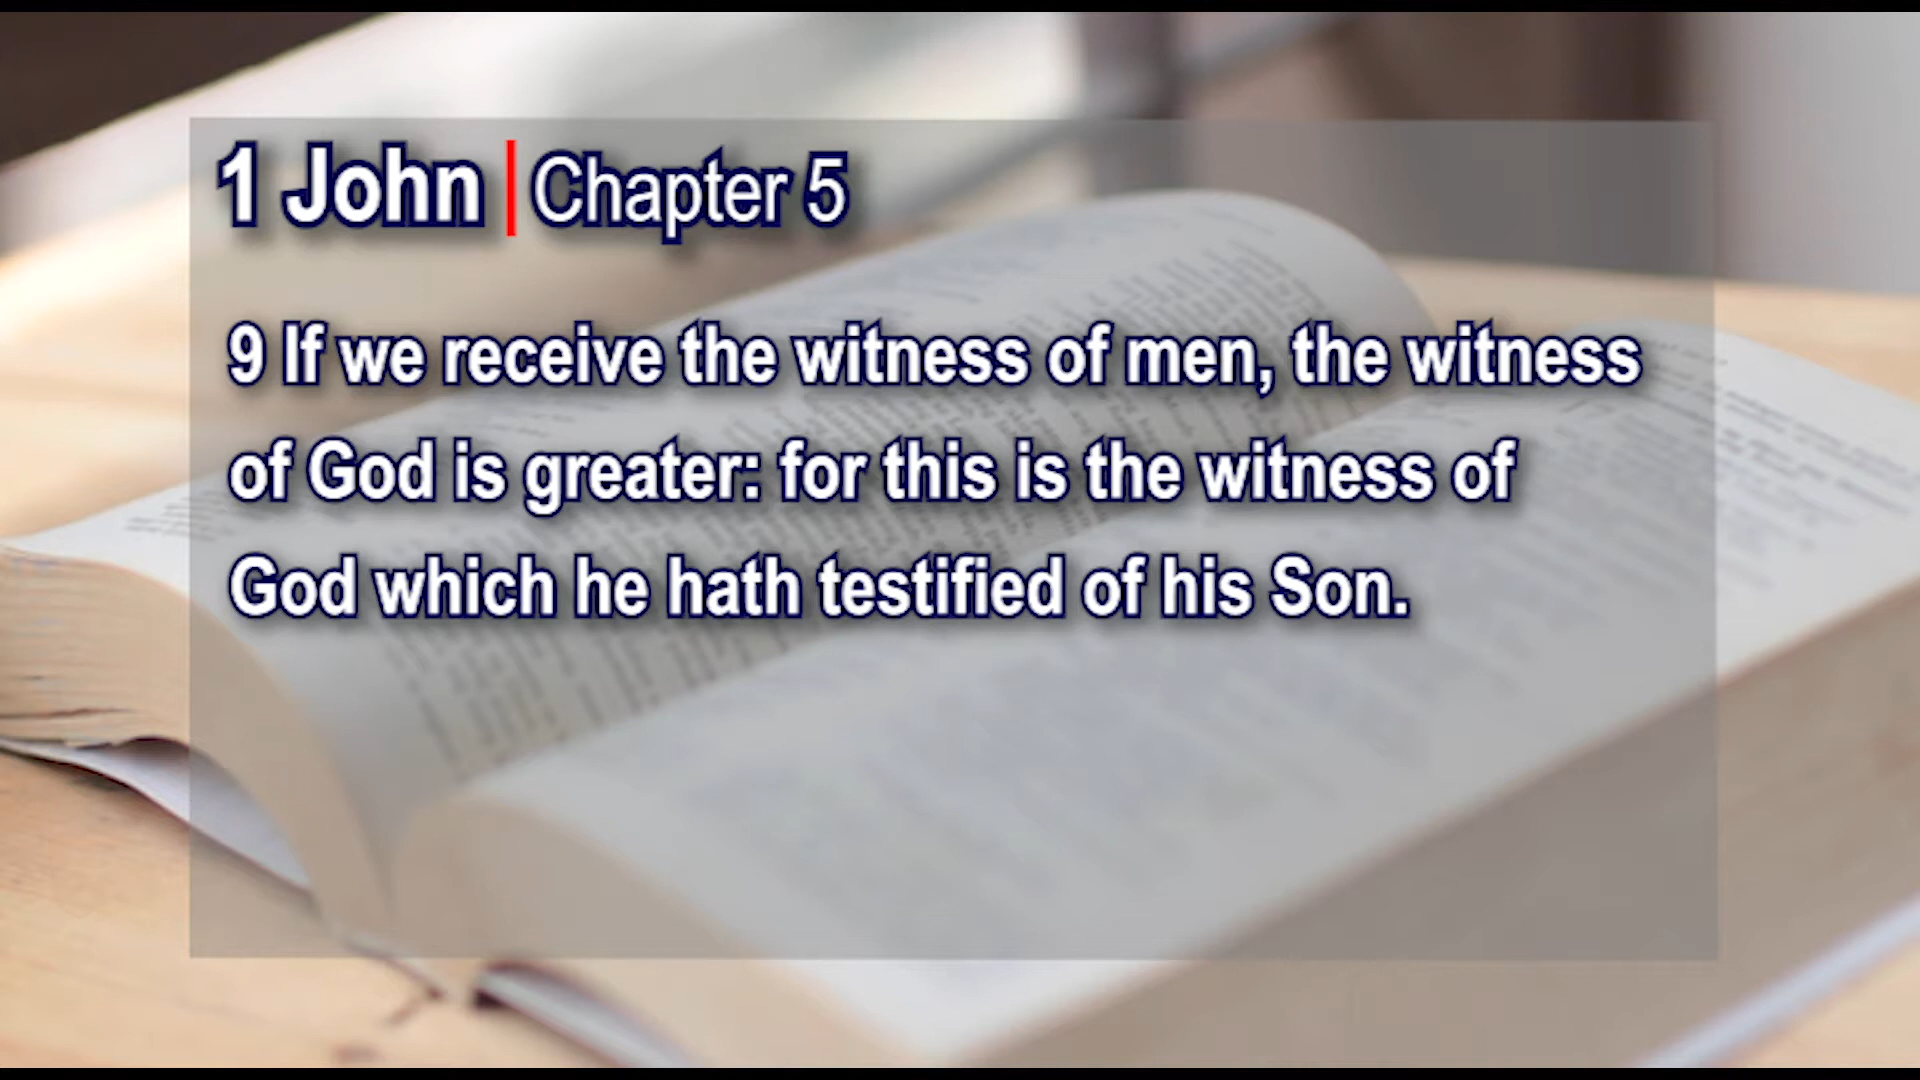 1 John | Chapter 5
9 If we receive the witness of men, the witness
of God is greater: for this is the witness of
God which he hath testified of his Son.